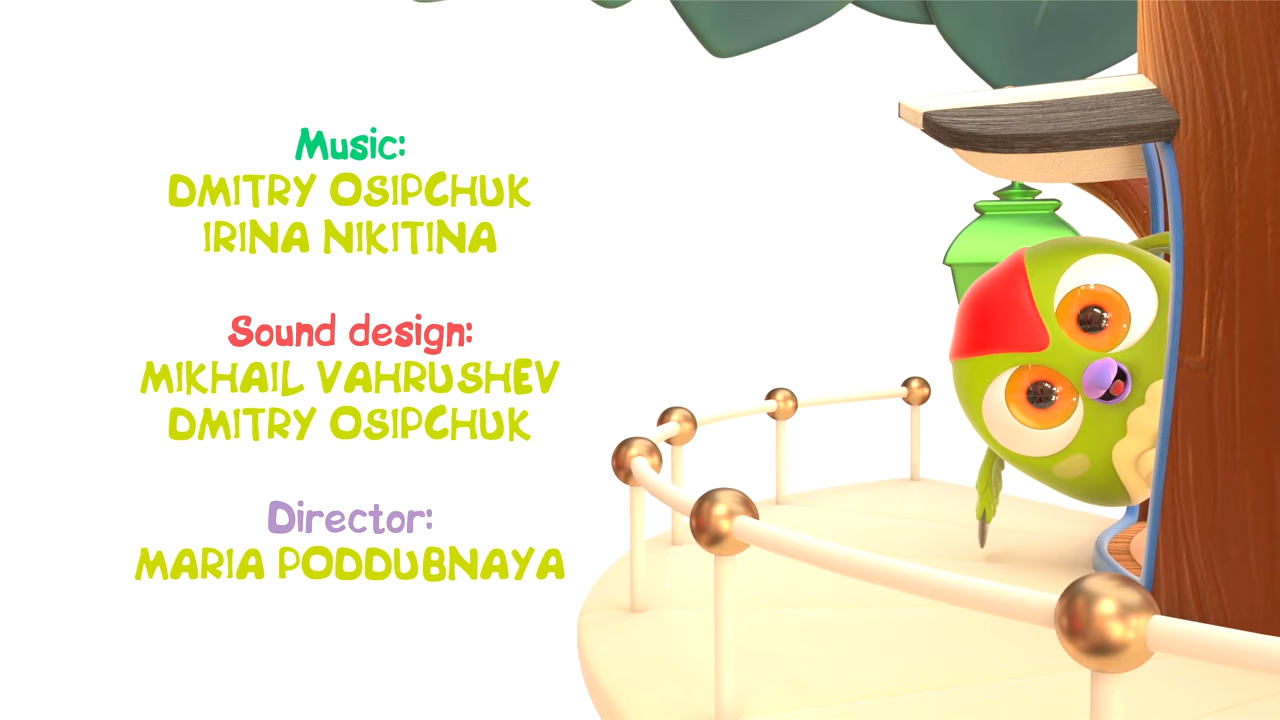 Music:
DMITRY OSIPCHUK
IRINA NIKITINA
Sound design:
MIKHAIL VAHRUSHEV
DMITRY OSIPCHUK
Director:
MARIA PODDUBNAYA